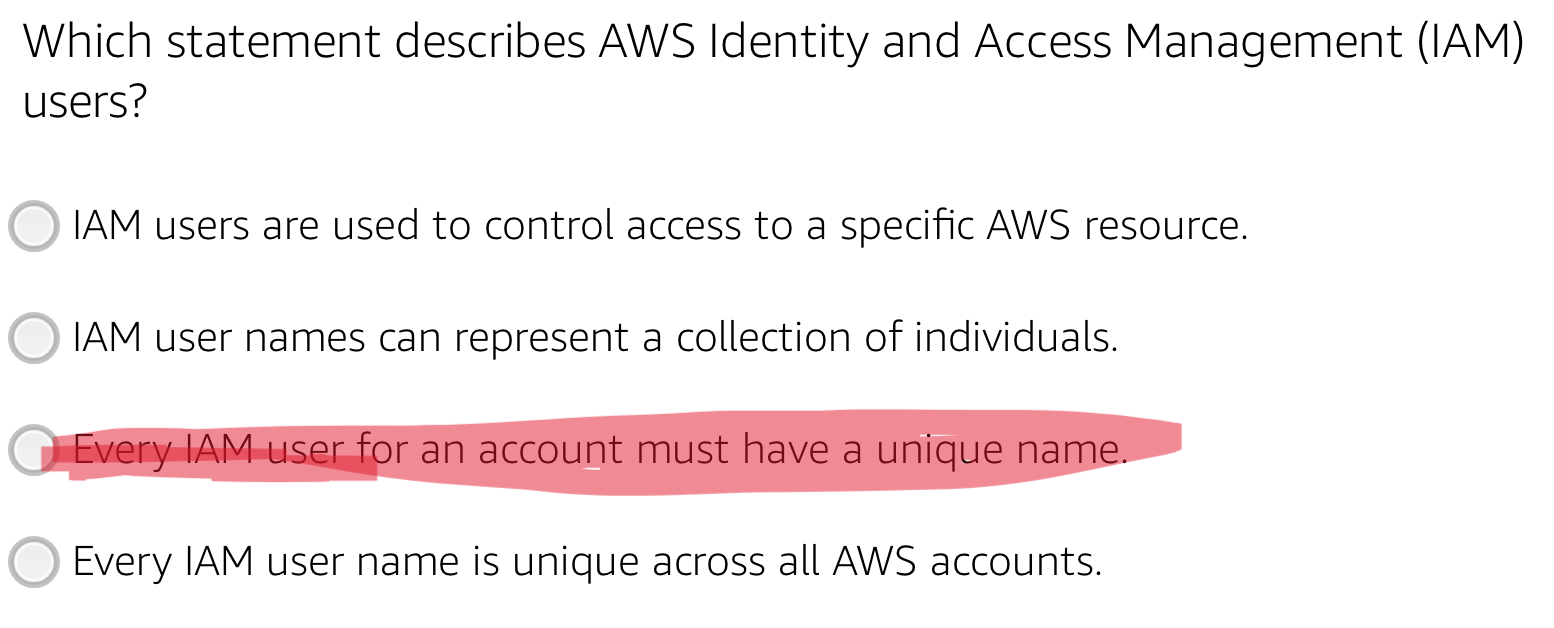 Which statement describes AWS Identity and Access Management (IAM)
users?
IAM users are used to control access to a specific AWS resource.
IAM user names can represent a collection of individuals.
Every IAM user for an account must have a unique name.
Every IAM user name is unique across all AWS accounts.